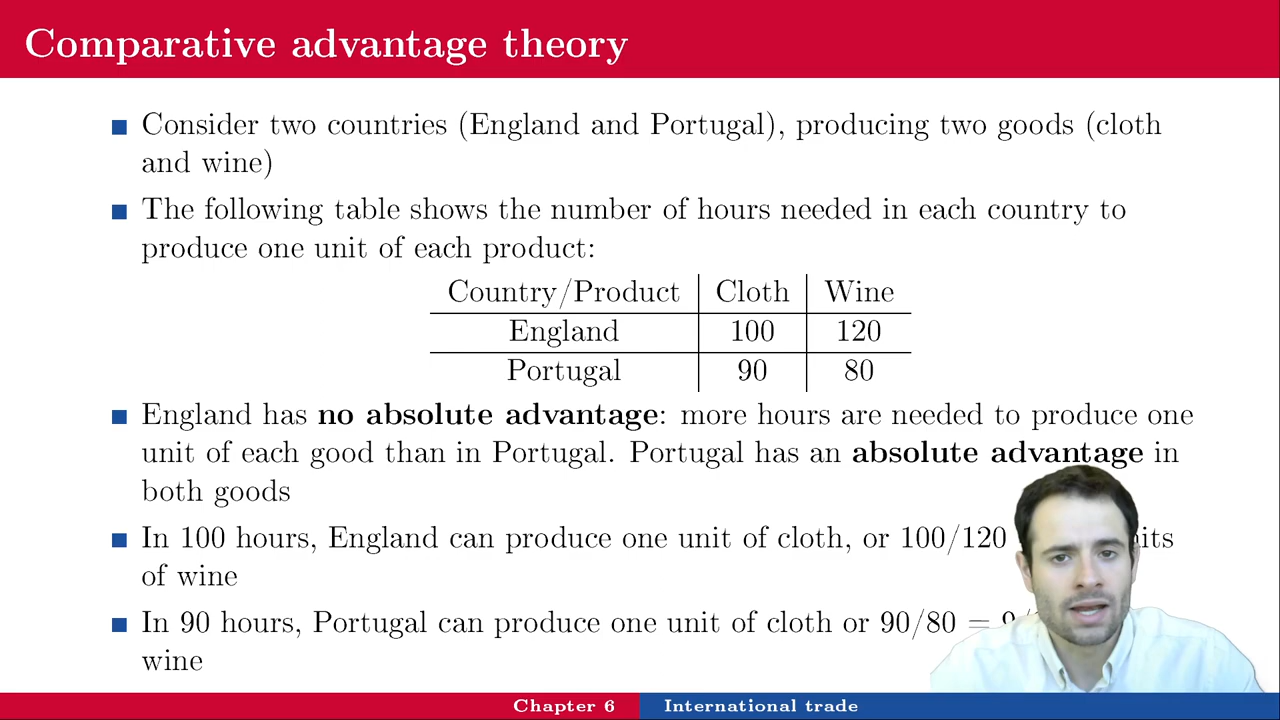 Comparative advantage theory
Consider two countries (England and Portugal), producing two goods (cloth
and wine)
The following table shows the number of hours needed in each country to
produce one unit of each product:
Country/Product Cloth Wine
England 100 120
Portugal 90 80
England has no absolute advantage: more hours are needed to produce one
unit of each good than in Portugal. Portugal has an absolute advantage in
both goods
In 100 hours, England can produce one unit of cloth, or 100/120
of wine
In 90 hours, Portugal can produce one unit of cloth or 90/80 =
wine
Chapter 6 International trade